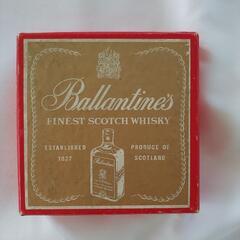 Ballantine's
FINEST SCOTCH WHISKY
ESTABLISHED
1827
PRODUCE OF
SCOTLAND